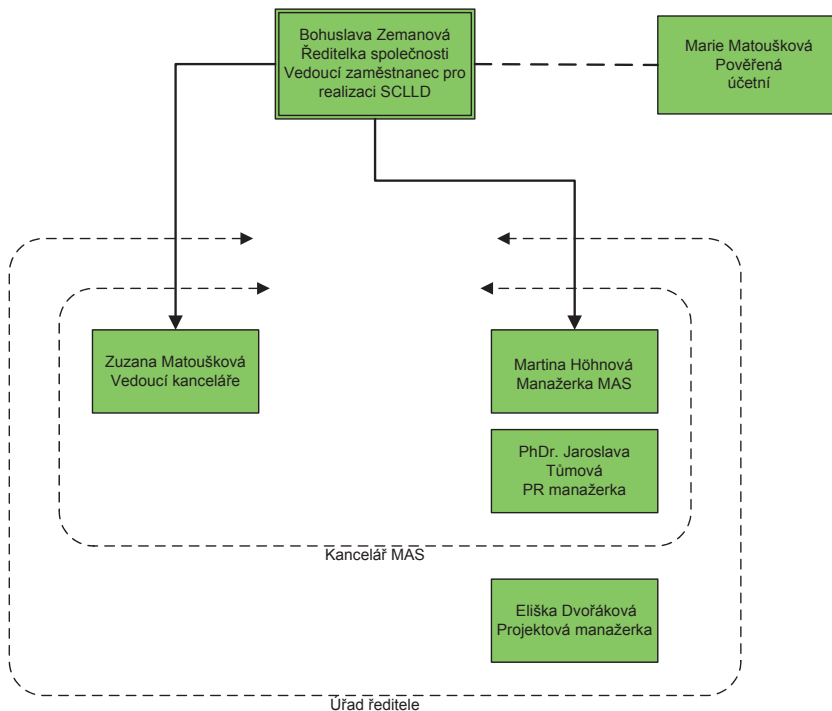 Bohuslava Zemanová
Ředitelka společnosti
Vedoucí zaměstnanec pro
realizaci SCLLD
Marie Matoušková
Pověřená
účetní
Zuzana Matoušková
Vedoucí kanceláře
Martina Höhnová
Manažerka MAS
PhDr. Jaroslava
Tůmová
PR manažerka
Kancelář MAS
Eliška Dvořáková
Projektová manažerka
Úřad ředitele